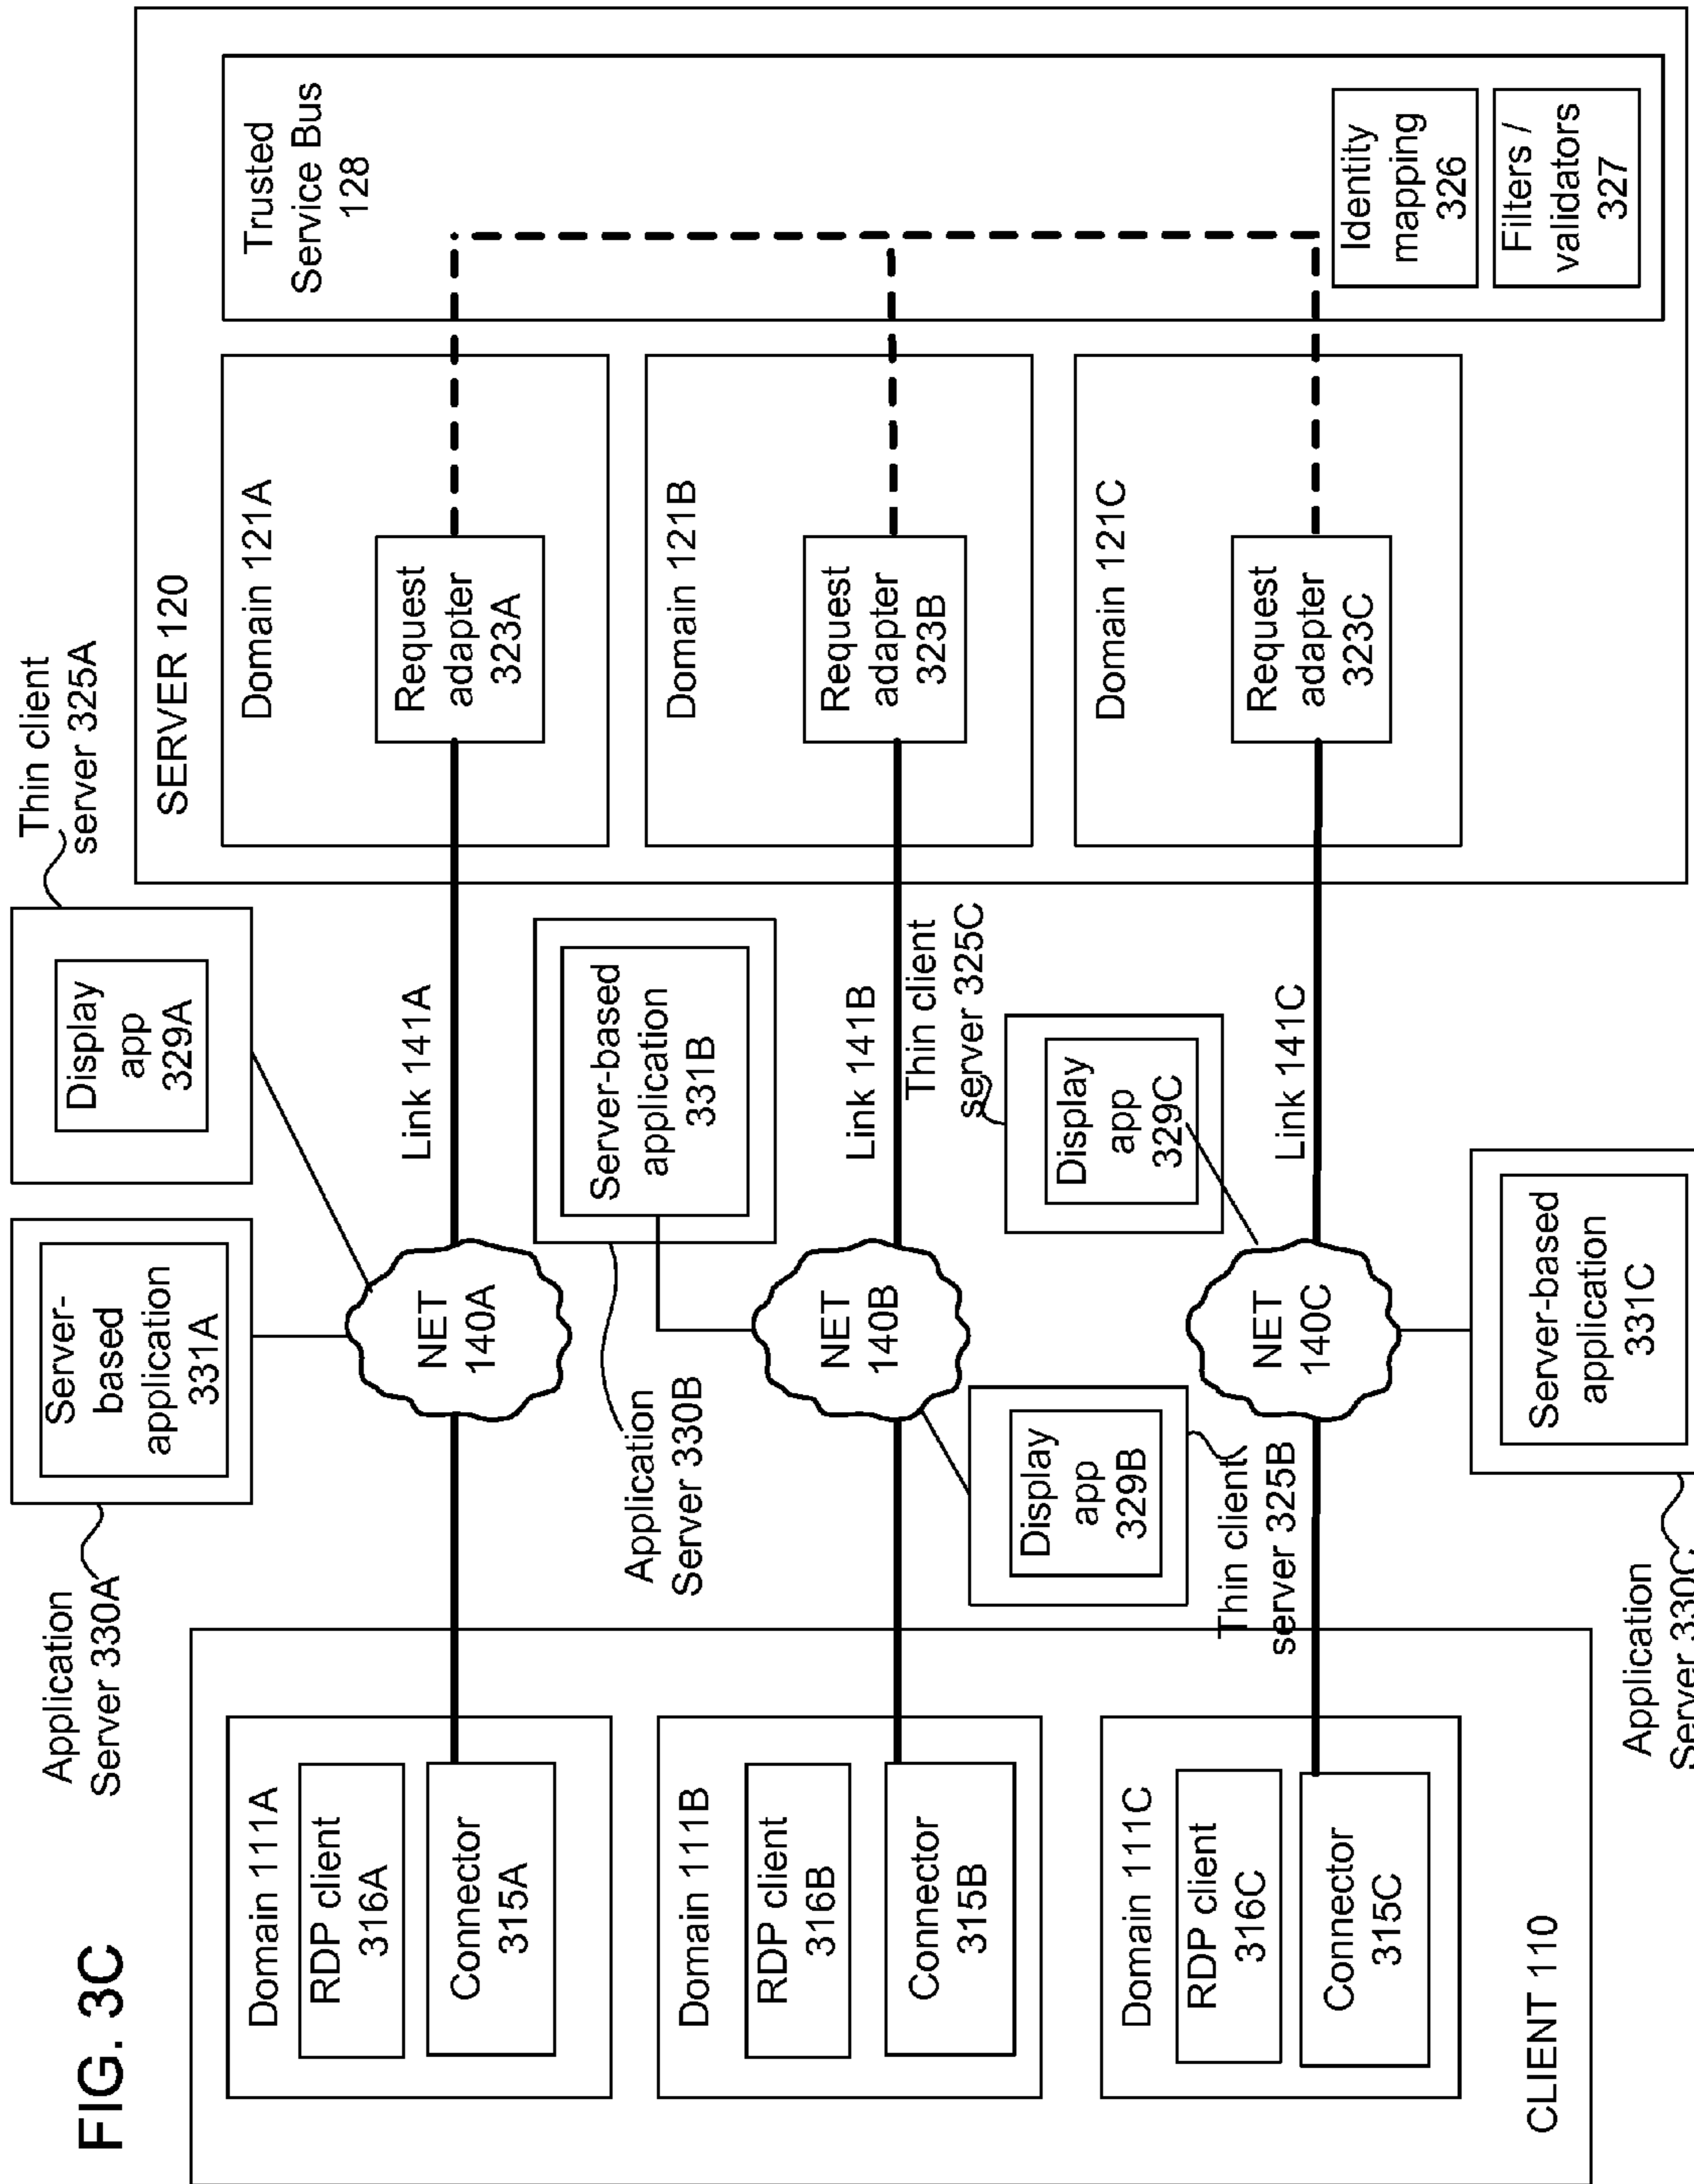 FIG. 3C
CLIENT 110
Domain 111A
RDP client
316A
Connector
315A
Domain 111B
RDP client
316B
Connector
315B
Domain 111C
RDP client
316C
Connector
315C
Application
Server 330A
Server-
based
application
331A
Thin client
server 325A
Display
app
329A
NET
140A
Link 141A
Application
Server 330B
Server-based
application
331B
NET
140B
Link 141B
Display
app
329B
Thin client
server 325B
Thin client
server 325C
Display
app
329C
NET
140C
Link 141C
Application
Server 330C
Server-based
application
331C
SERVER 120
Domain 121A
Request
adapter
323A
Domain 121B
Request
adapter
323B
Domain 121C
Request
adapter
323C
Trusted
Service Bus
128
Identity
mapping
326
Filters /
validators
327